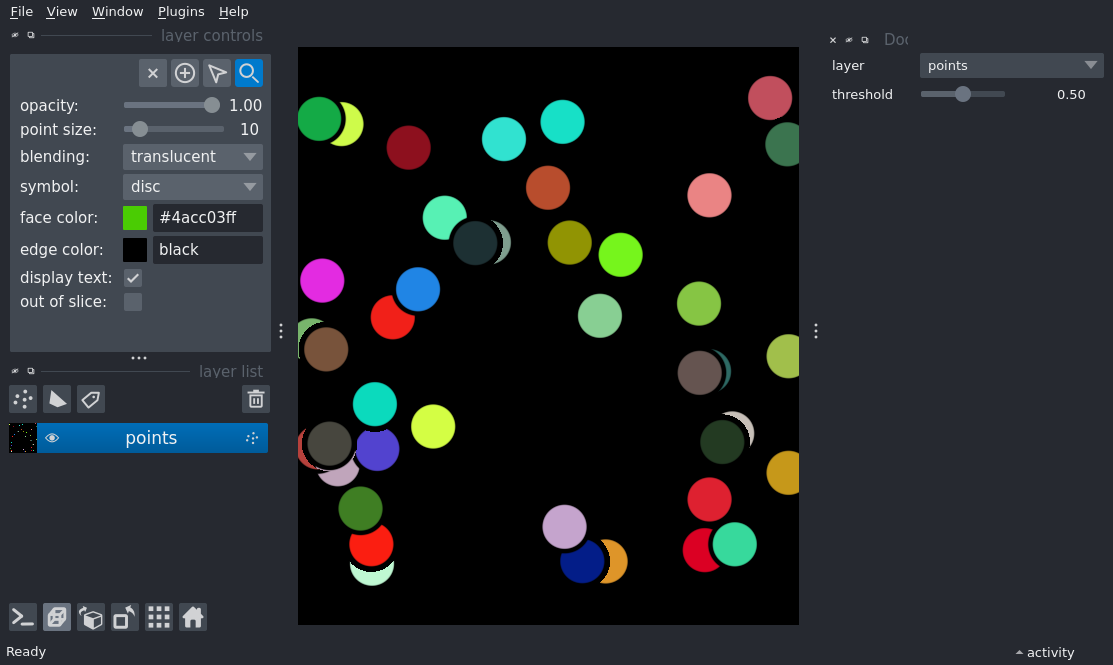 File View Window Plugins Help
layer controls
opacity: 1.00
point size: 10
blending: translucent
symbol: disc
face color: #4acc03ff
edge color: black
display text:
out of slice:
layer list
points
Ready
layer points
threshold 0.50
activity